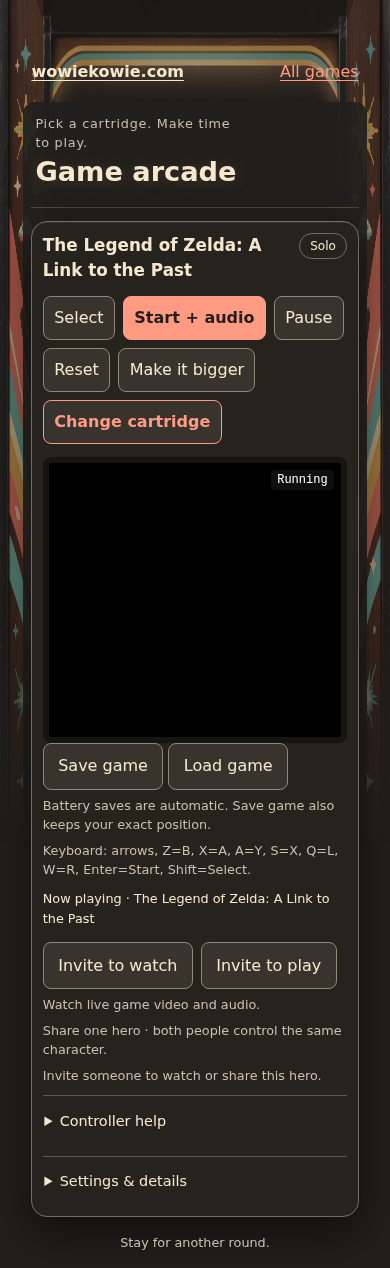 wowiekowie.com All games
Pick a cartridge. Make time
to play.
Game arcade
The Legend of Zelda: A
Link to the Past
Solo
Select Start + audio Pause
Reset Make it bigger
Change cartridge
Running
Save game Load game
Battery saves are automatic. Save game also
keeps your exact position.
Keyboard: arrows, Z=B, X=A, A=Y, S=X, Q=L,
W=R, Enter=Start, Shift=Select.
Now playing · The Legend of Zelda: A Link to
the Past
Invite to watch Invite to play
Watch live game video and audio.
Share one hero · both people control the same
character.
Invite someone to watch or share this hero.
▶ Controller help
▶ Settings & details
Stay for another round.